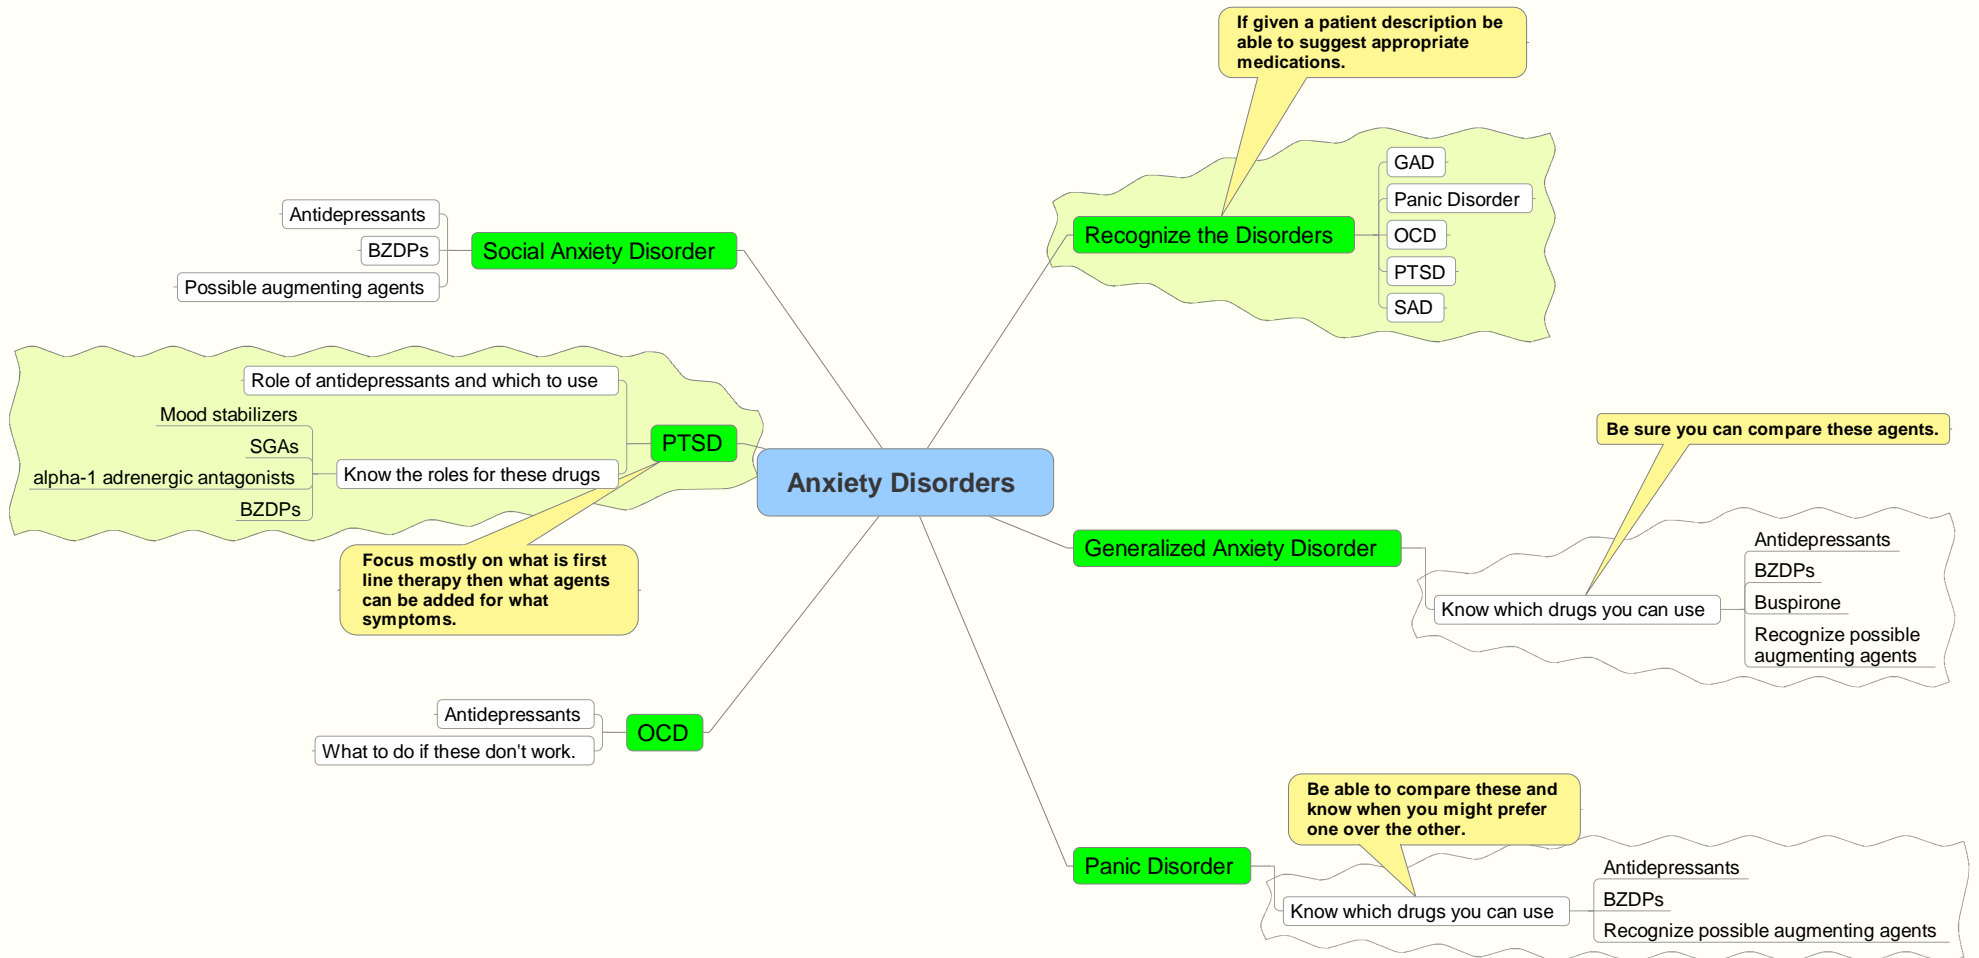 If given a patient description be
able to suggest appropriate
medications.
Recognize the Disorders
GAD
Panic Disorder
OCD
PTSD
SAD
Antidepressants
BZDPs
Possible augmenting agents
Social Anxiety Disorder
Role of antidepressants and which to use
Mood stabilizers
SGAs
alpha-1 adrenergic antagonists
BZDPs
Know the roles for these drugs
PTSD
Focus mostly on what is first
line therapy then what agents
can be added for what
symptoms.
Anxiety Disorders
Be sure you can compare these agents.
Generalized Anxiety Disorder
Know which drugs you can use
Antidepressants
BZDPs
Buspirone
Recognize possible
augmenting agents
Antidepressants
What to do if these don't work.
OCD
Be able to compare these and
know when you might prefer
one over the other.
Panic Disorder
Know which drugs you can use
Antidepressants
BZDPs
Recognize possible augmenting agents